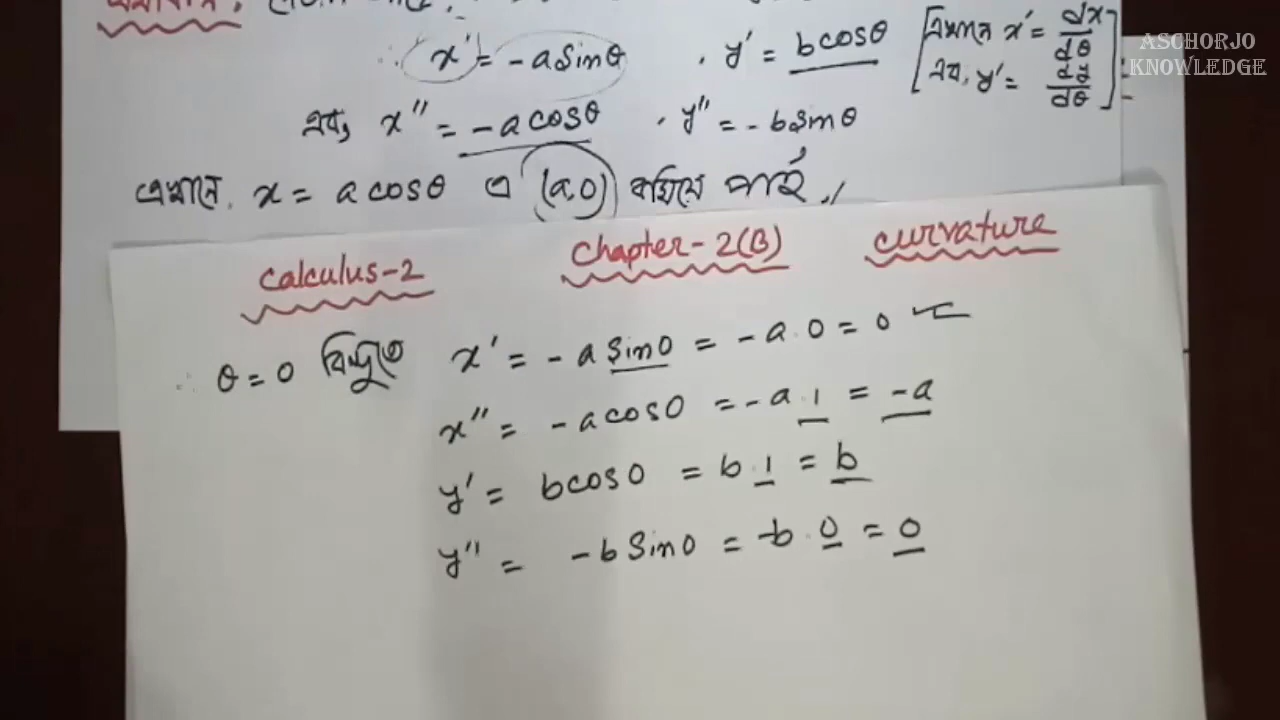 ∴ x' = -a Sinθ , y' = b cosθ [এখানে x' = dx/dθ
এবং y' = dy/dθ]
এবং, x'' = -a cosθ , y'' = -b Sinθ
এখানে, x = a cosθ এ (a,0) বসিয়ে পাই,
ASCHORJO
KNOWLEDGE
Calculus-2 Chapter-2(B) Curvature
∴ θ = 0 বিন্দুতে x' = - a Sin0 = - a . 0 = 0
x'' = - a cos0 = - a . 1 = -a
y' = b cos0 = b . 1 = b
y'' = - b Sin0 = -b . 0 = 0